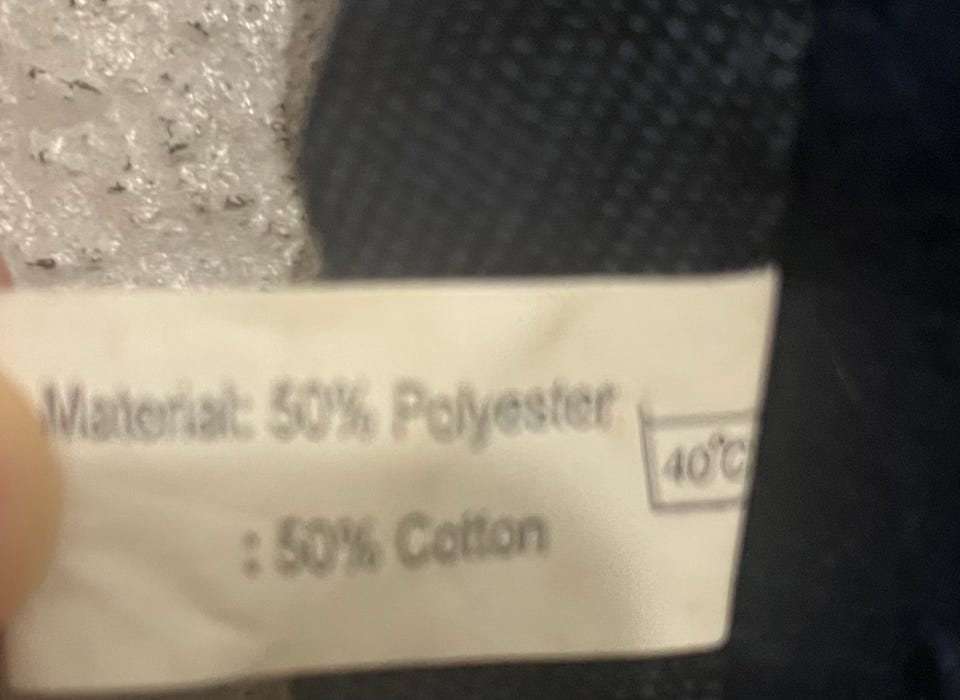 Material: 50% Polyester
40°C
: 50% Cotton